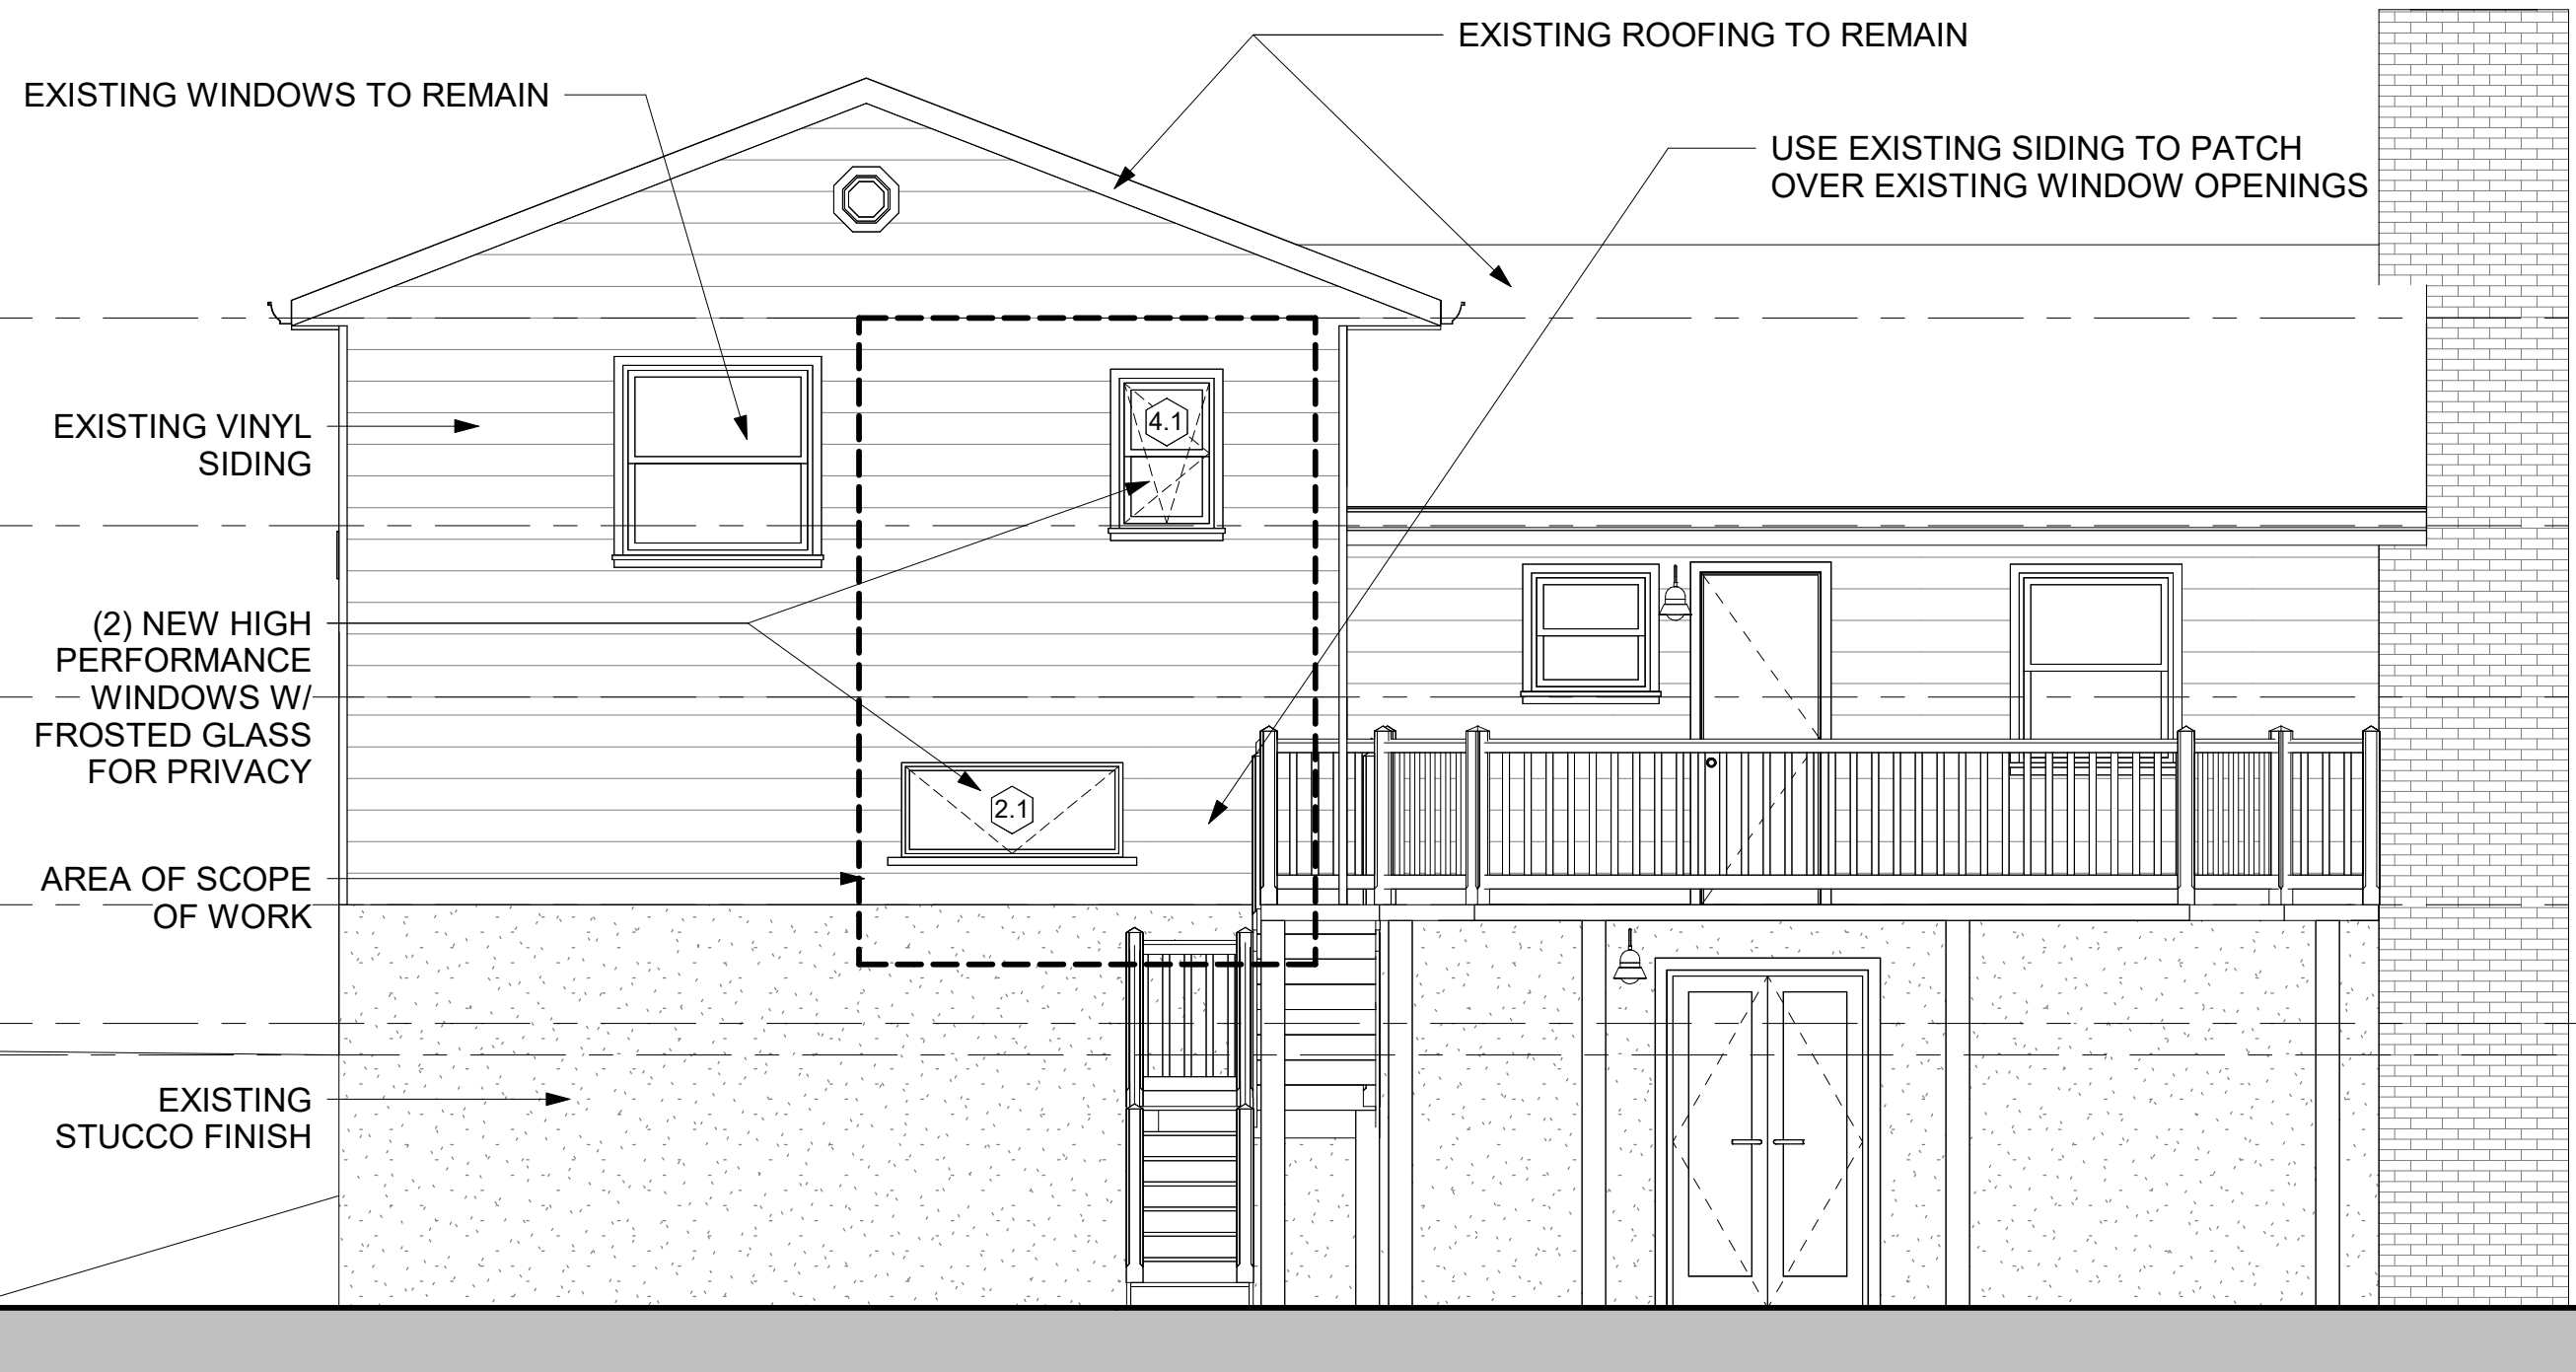 EXISTING ROOFING TO REMAIN
EXISTING WINDOWS TO REMAIN
USE EXISTING SIDING TO PATCH
OVER EXISTING WINDOW OPENINGS
4.1
EXISTING VINYL
SIDING
(2) NEW HIGH
PERFORMANCE
WINDOWS W/
FROSTED GLASS
FOR PRIVACY
2.1
AREA OF SCOPE
OF WORK
EXISTING
STUCCO FINISH